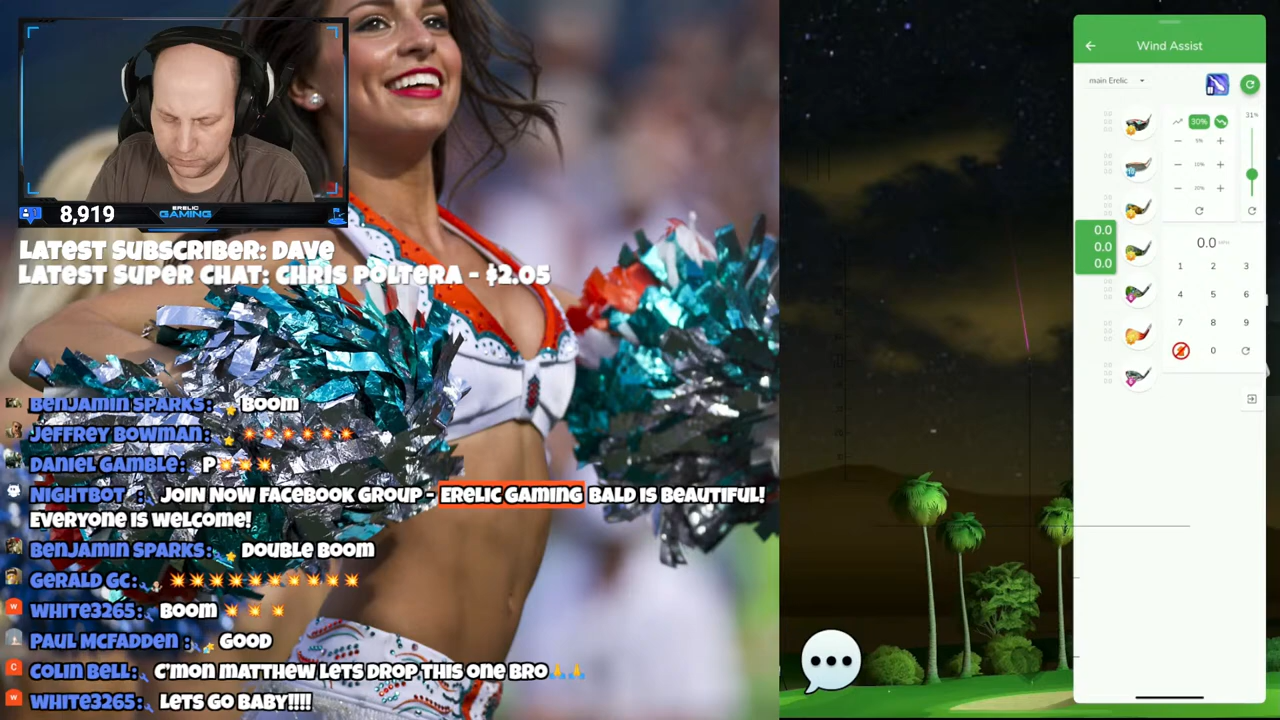 8,919
ERELIC
GAMING
Latest Subscriber: Dave
Latest Super Chat: Chris Poltera - $2.05
Benjamin Sparks: Boom
Jeffrey Bowman:
Daniel Gamble: P
Nightbot : Join now Facebook Group - Erelic Gaming Bald is Beautiful!
Everyone is welcome!
Benjamin Sparks: Double boom
Gerald GC:
white3265: Boom
Paul McFadden : Good
Colin Bell: C'mon Matthew lets drop this one bro
white3265: Lets go baby!!!!
Wind Assist
main Erelic
30%
31%
5%
10%
0.0
0.0
0.0
0.0 MPH
1 2 3
4 5 6
7 8 9
0